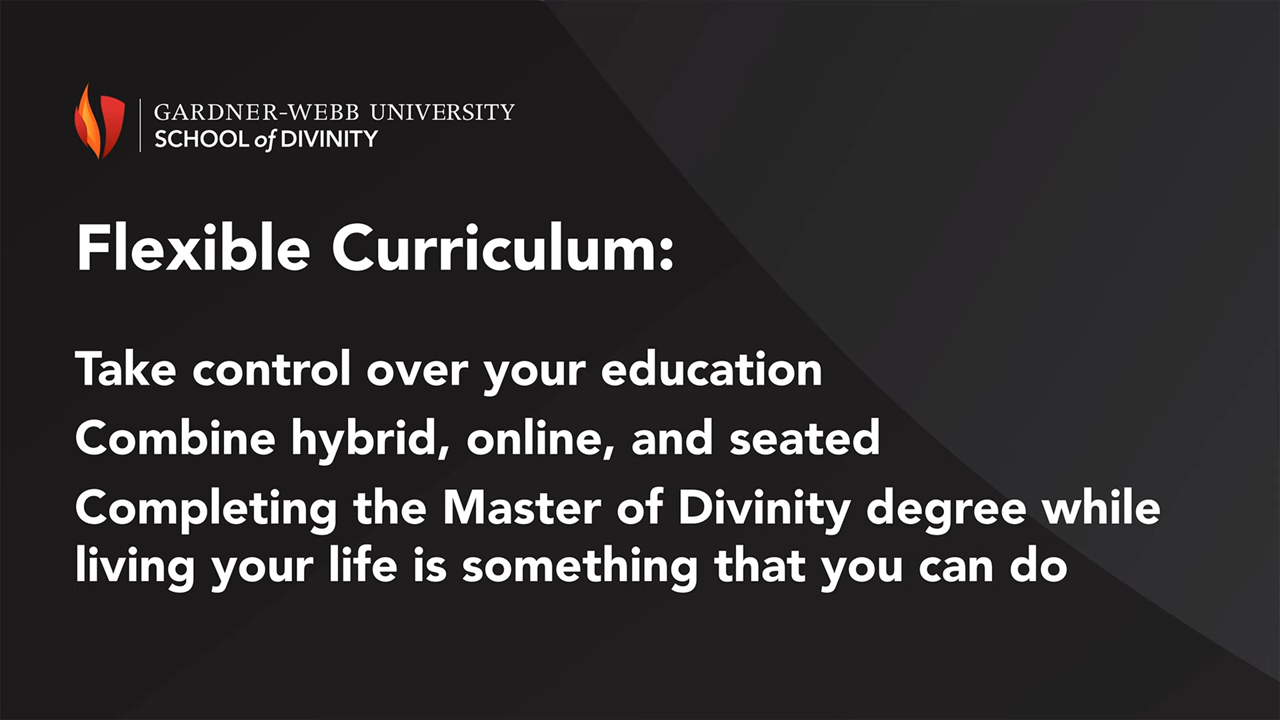 GARDNER-WEBB UNIVERSITY
SCHOOL of DIVINITY
Flexible Curriculum:
Take control over your education
Combine hybrid, online, and seated
Completing the Master of Divinity degree while
living your life is something that you can do